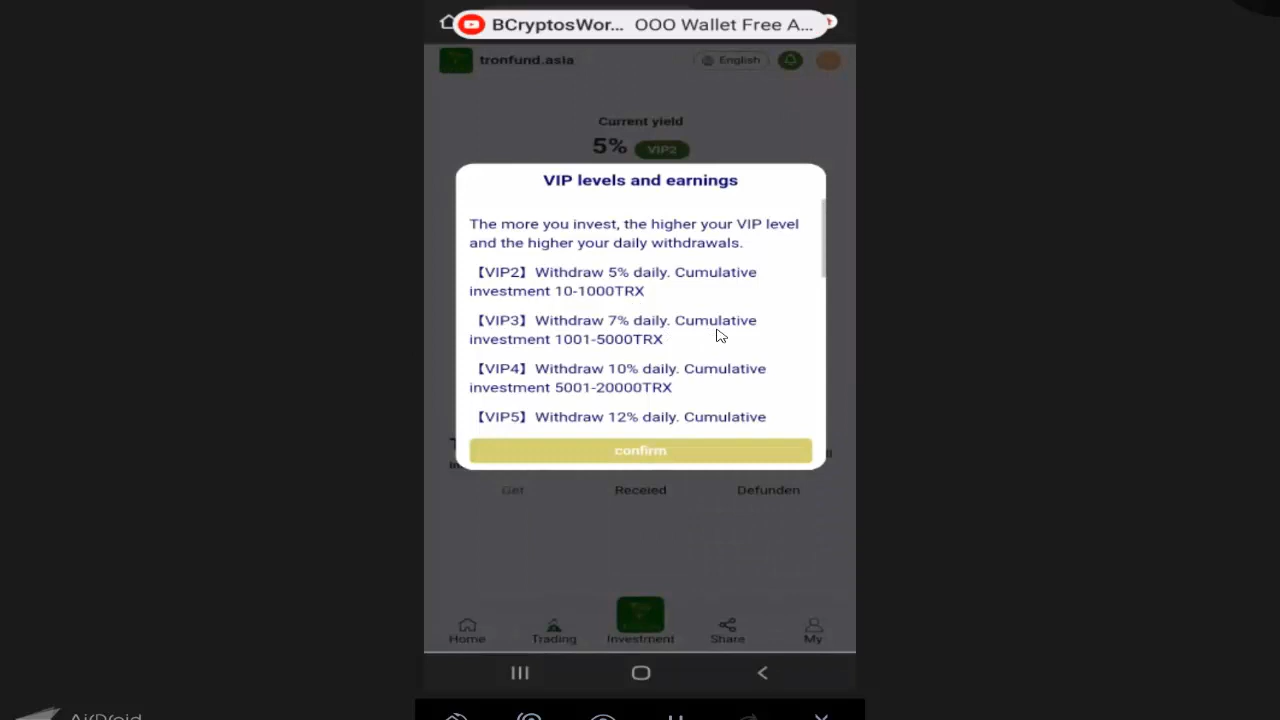 BCryptosWor... OOO Wallet Free A...
tronfund.asia English
Current yield
5% VIP2
VIP levels and earnings
The more you invest, the higher your VIP level
and the higher your daily withdrawals.
【VIP2】Withdraw 5% daily. Cumulative
investment 10-1000TRX
【VIP3】Withdraw 7% daily. Cumulative
investment 1001-5000TRX
【VIP4】Withdraw 10% daily. Cumulative
investment 5001-20000TRX
【VIP5】Withdraw 12% daily. Cumulative
confirm
Get Receied Defunden
Home Trading Investment Share My
AirDroid